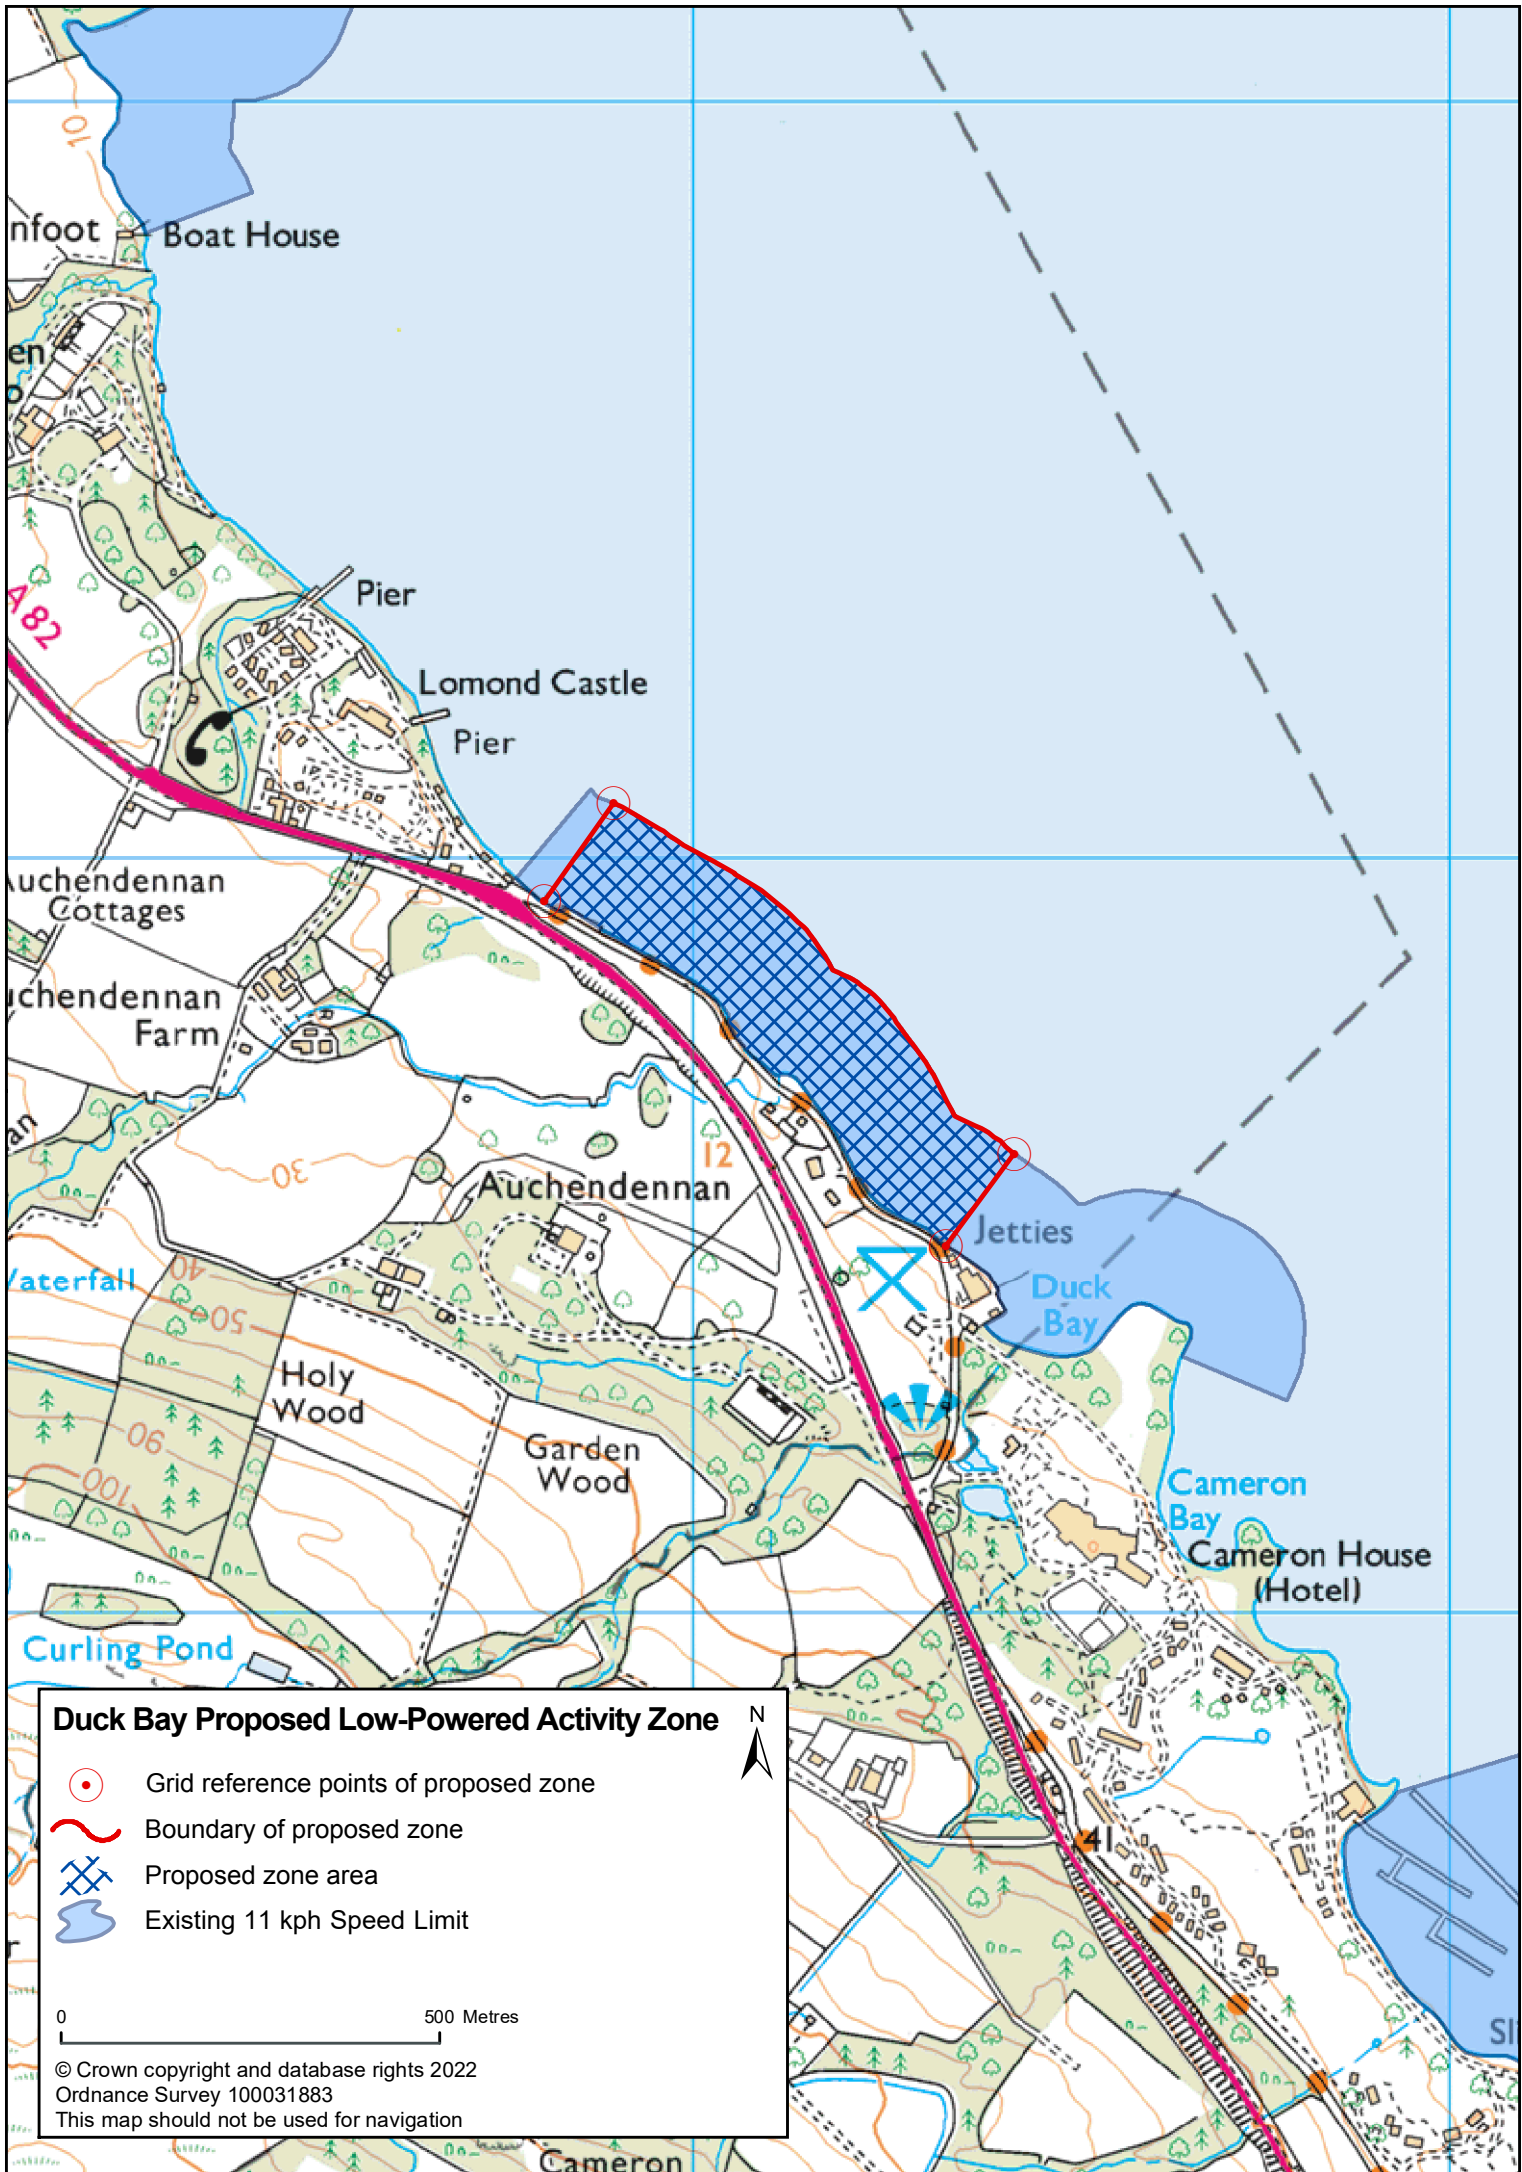 10
nfoot
Boat House
en
A82
Pier
Lomond Castle
Pier
Auchendennan
Cottages
uchendennan
Farm
an
30
12
Auchendennan
Jetties
Duck
Bay
Waterfall
40
50
Holy
Wood
90
100
Garden
Wood
Cameron
Bay
Cameron House
(Hotel)
Curling Pond
Duck Bay Proposed Low-Powered Activity Zone
N
Grid reference points of proposed zone
Boundary of proposed zone
Proposed zone area
Existing 11 kph Speed Limit
0 500 Metres
© Crown copyright and database rights 2022
Ordnance Survey 100031883
This map should not be used for navigation
41
Sli
Cameron